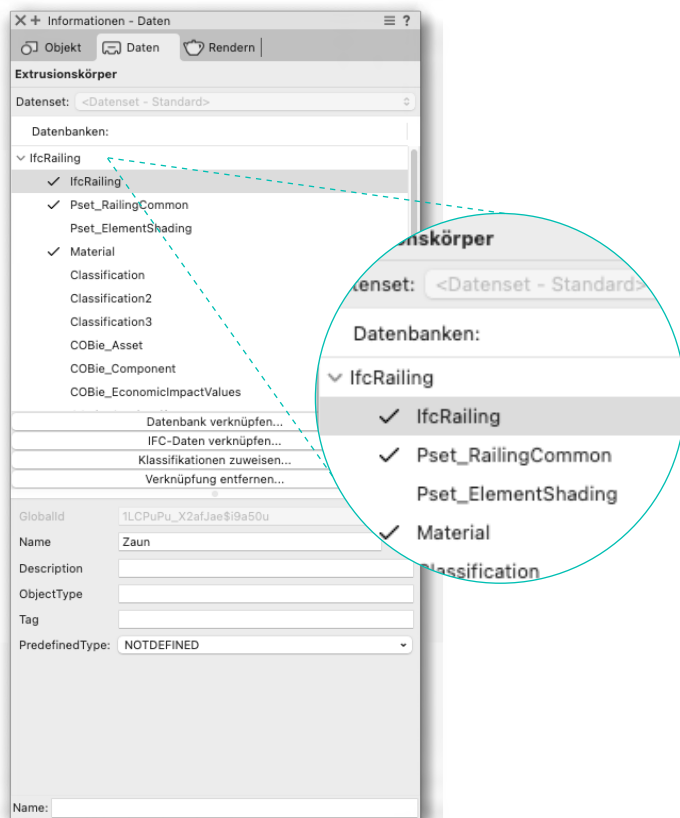 Informationen - Daten
?
Objekt Daten Rendern
Extrusionskörper
Datenset: <Datenset - Standard>
Datenbanken:
IfcRailing
IfcRailing
Pset_RailingCommon
Pset_ElementShading
Material
Classification
Classification2
Classification3
COBie_Asset
COBie_Component
COBie_EconomicImpactValues
Datenbank verknüpfen...
IFC-Daten verknüpfen...
Klassifikationen zuweisen...
Verknüpfung entfernen...
GlobalId 1LCPuPu_X2afJae$i9a50u
Name Zaun
Description
ObjectType
Tag
PredefinedType: NOTDEFINED
Name:
nskörper
tenset: <Datenset - Standard>
Datenbanken:
IfcRailing
IfcRailing
Pset_RailingCommon
Pset_ElementShading
Material
Classification